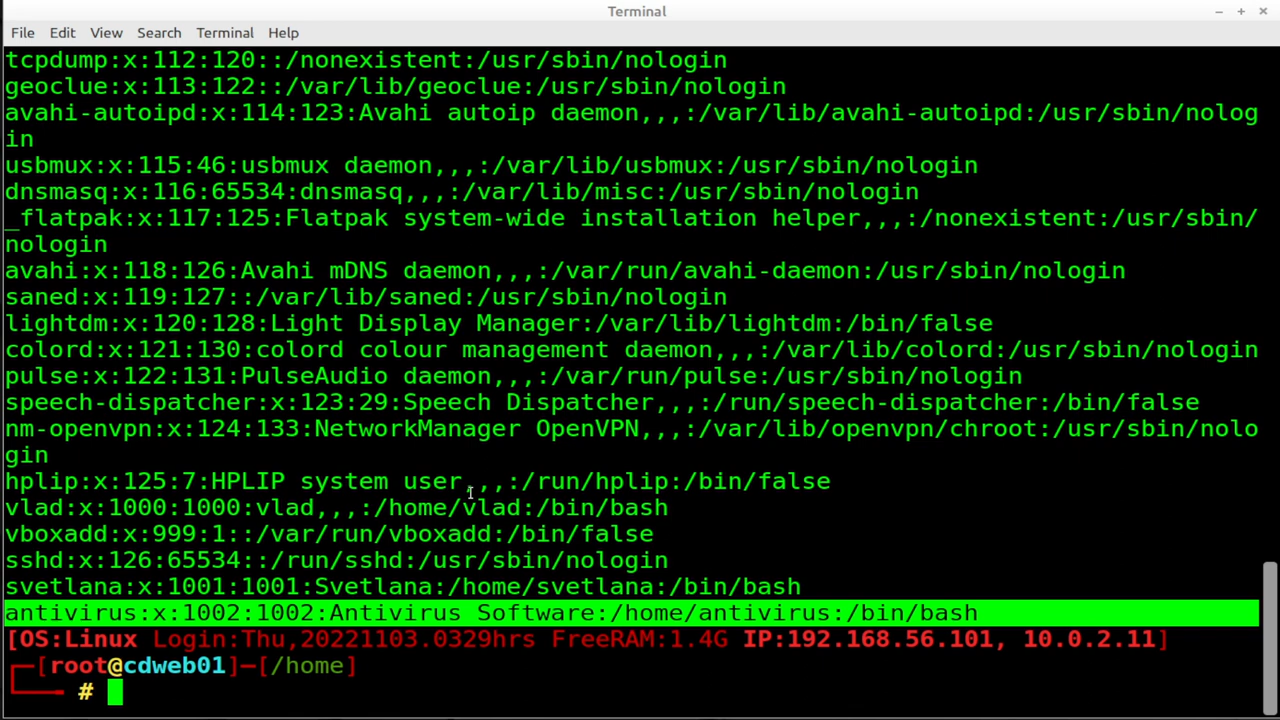 Terminal
File Edit View Search Terminal Help
tcpdump:x:112:120::/nonexistent:/usr/sbin/nologin
geoclue:x:113:122::/var/lib/geoclue:/usr/sbin/nologin
avahi-autoipd:x:114:123:Avahi autoip daemon,,,:/var/lib/avahi-autoipd:/usr/sbin/nolog
in
usbmux:x:115:46:usbmux daemon,,,:/var/lib/usbmux:/usr/sbin/nologin
dnsmasq:x:116:65534:dnsmasq,,,:/var/lib/misc:/usr/sbin/nologin
_flatpak:x:117:125:Flatpak system-wide installation helper,,,:/nonexistent:/usr/sbin/
nologin
avahi:x:118:126:Avahi mDNS daemon,,,:/var/run/avahi-daemon:/usr/sbin/nologin
saned:x:119:127::/var/lib/saned:/usr/sbin/nologin
lightdm:x:120:128:Light Display Manager:/var/lib/lightdm:/bin/false
colord:x:121:130:colord colour management daemon,,,:/var/lib/colord:/usr/sbin/nologin
pulse:x:122:131:PulseAudio daemon,,,:/var/run/pulse:/usr/sbin/nologin
speech-dispatcher:x:123:29:Speech Dispatcher,,,:/run/speech-dispatcher:/bin/false
nm-openvpn:x:124:133:NetworkManager OpenVPN,,,:/var/lib/openvpn/chroot:/usr/sbin/nolo
gin
hplip:x:125:7:HPLIP system user,,,:/run/hplip:/bin/false
vlad:x:1000:1000:vlad,,,:/home/vlad:/bin/bash
vboxadd:x:999:1::/var/run/vboxadd:/bin/false
sshd:x:126:65534::/run/sshd:/usr/sbin/nologin
svetlana:x:1001:1001:Svetlana:/home/svetlana:/bin/bash
antivirus:x:1002:1002:Antivirus Software:/home/antivirus:/bin/bash
[OS:Linux Login:Thu,20221103.0329hrs FreeRAM:1.4G IP:192.168.56.101, 10.0.2.11]
┌─[root@cdweb01]─[/home]
└── #